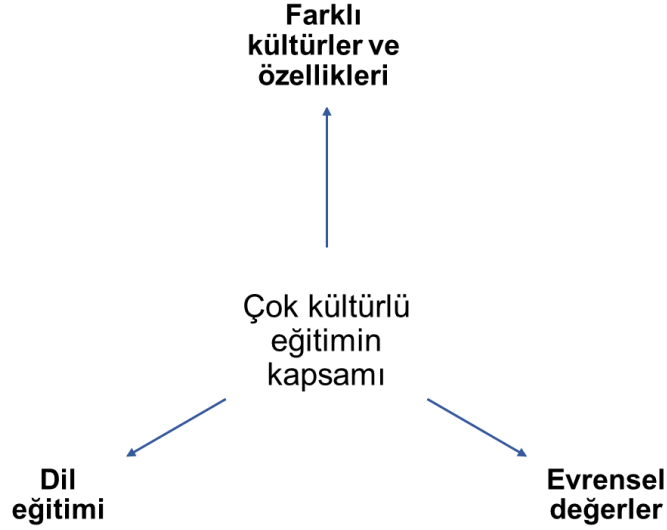 Farklı
kültürler ve
özellikleri
Çok kültürlü
eğitimin
kapsamı
Dil
eğitimi
Evrensel
değerler